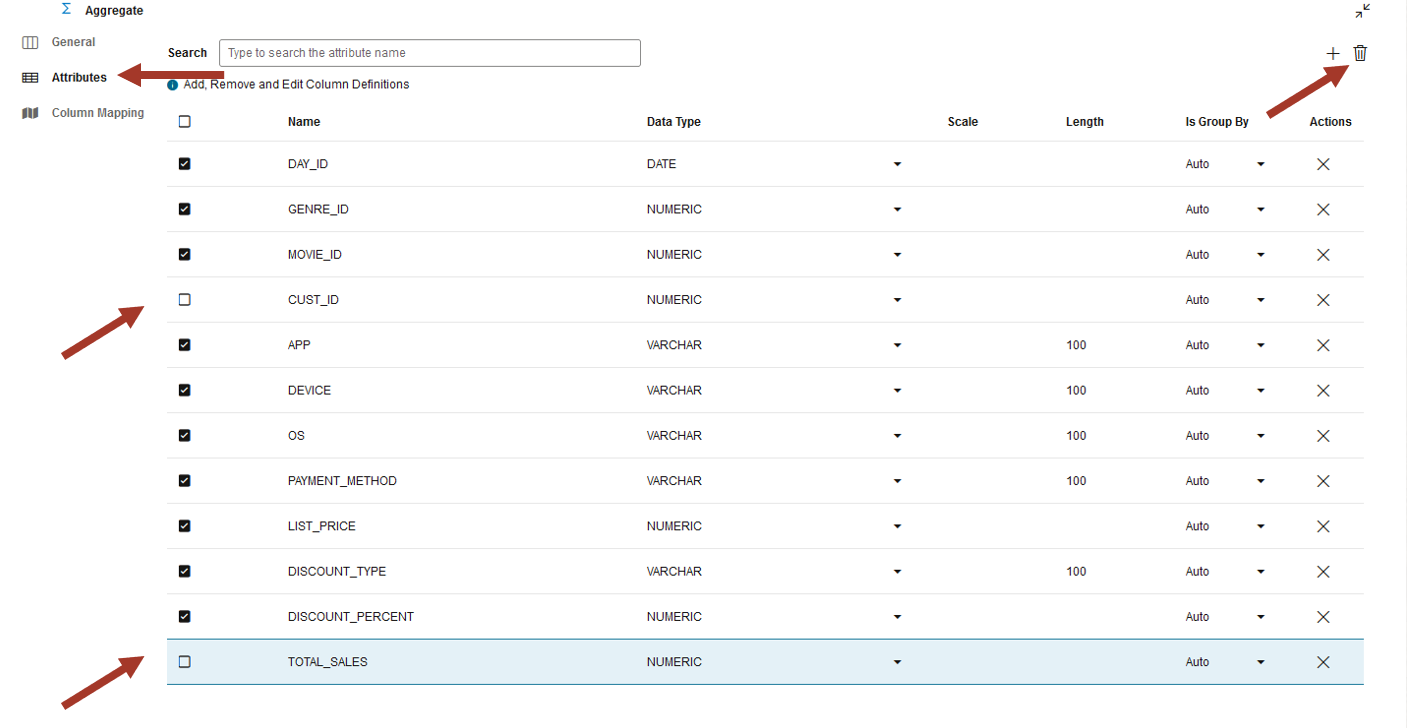 Aggregate
General
Attributes
Column Mapping
Search Type to search the attribute name
Add, Remove and Edit Column Definitions
Name Data Type Scale Length Is Group By Actions
DAY_ID DATE Auto
GENRE_ID NUMERIC Auto
MOVIE_ID NUMERIC Auto
CUST_ID NUMERIC Auto
APP VARCHAR 100 Auto
DEVICE VARCHAR 100 Auto
OS VARCHAR 100 Auto
PAYMENT_METHOD VARCHAR 100 Auto
LIST_PRICE NUMERIC Auto
DISCOUNT_TYPE VARCHAR 100 Auto
DISCOUNT_PERCENT NUMERIC Auto
TOTAL_SALES NUMERIC Auto